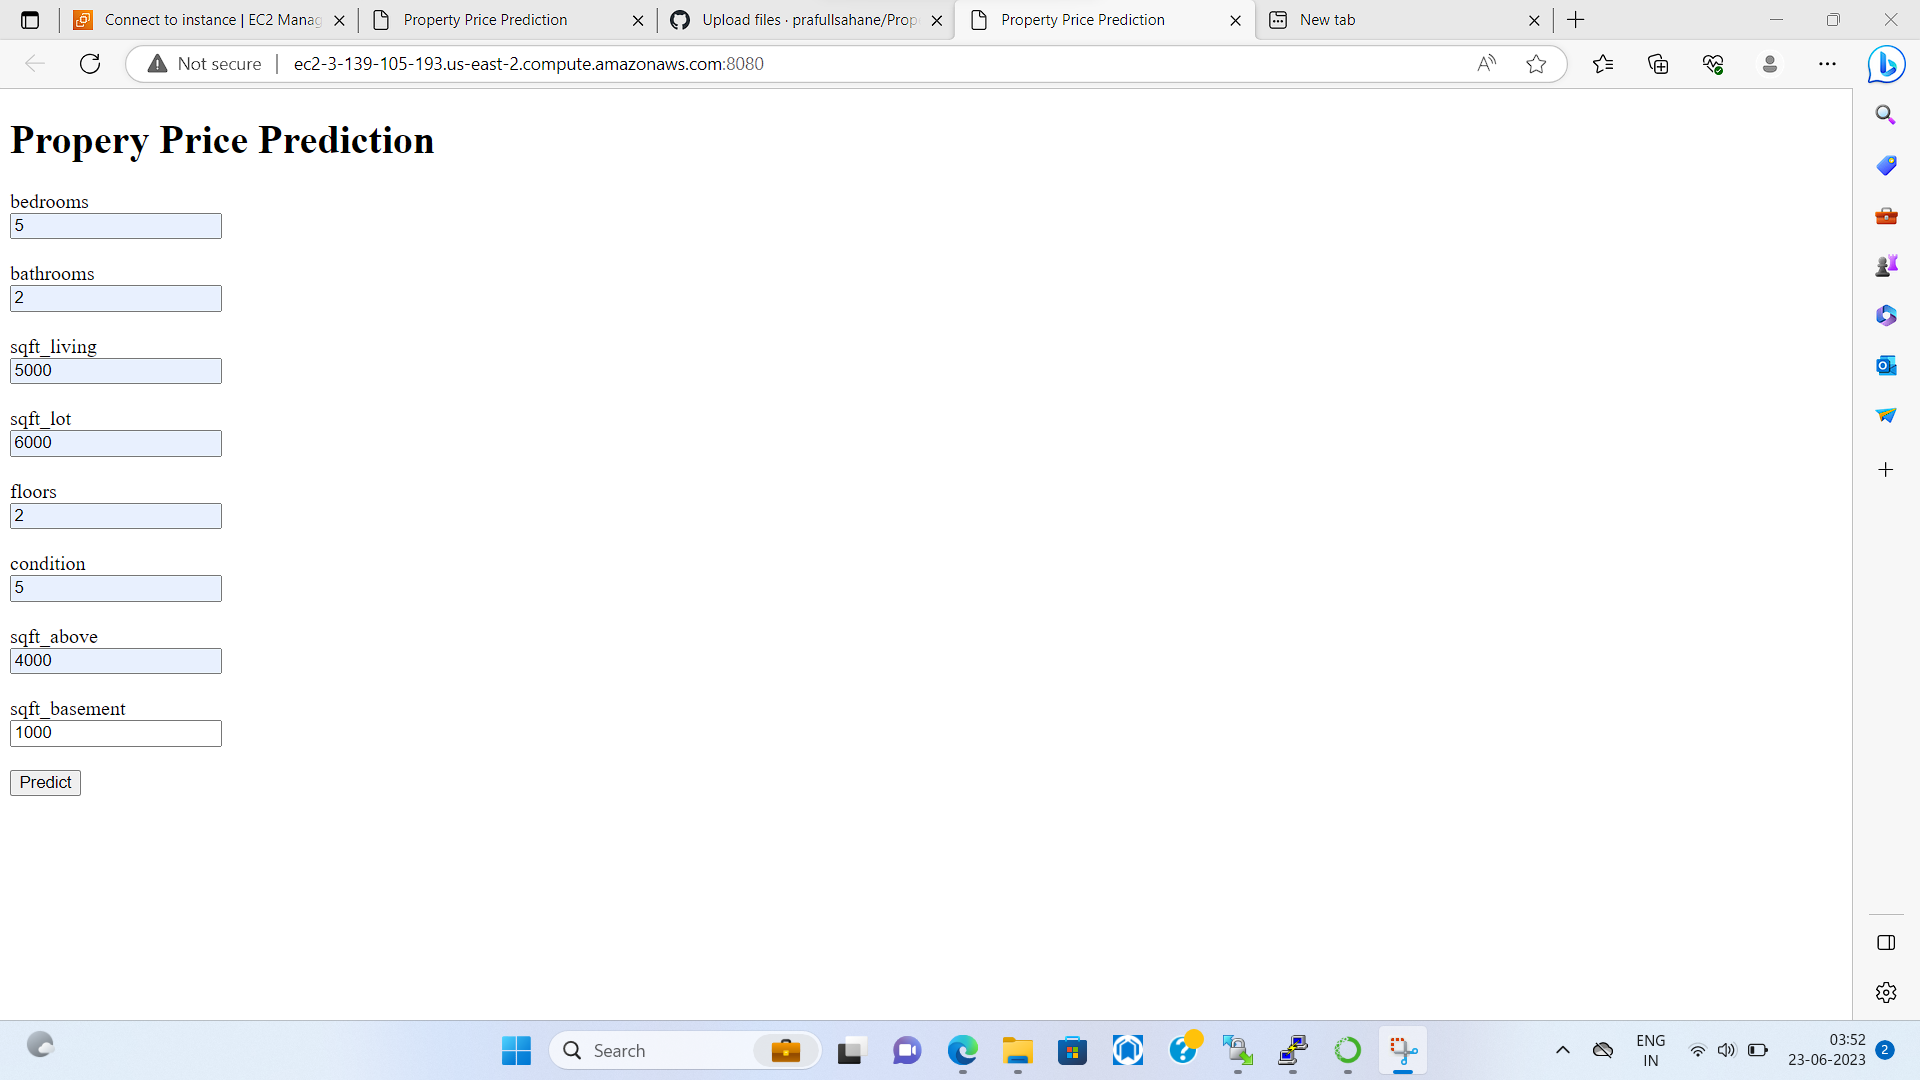 Connect to instance | EC2 Manag
Property Price Prediction
Upload files · prafullsahane/Prop
Property Price Prediction
New tab
Not secure
ec2-3-139-105-193.us-east-2.compute.amazonaws.com:8080
Propery Price Prediction
bedrooms
5
bathrooms
2
sqft_living
5000
sqft_lot
6000
floors
2
condition
5
sqft_above
4000
sqft_basement
1000
Predict
Search
ENG
IN
03:52
23-06-2023
2